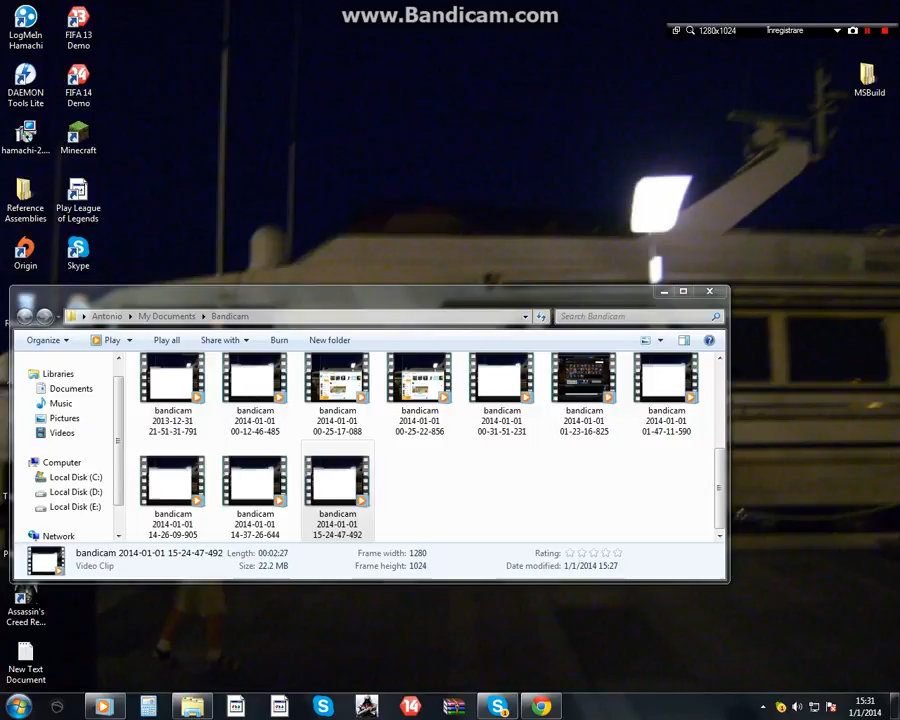 www.Bandicam.com
1280x1024
Inregistrare
LogMeIn
Hamachi
FIFA 13
Demo
DAEMON
Tools Lite
FIFA 14
Demo
MSBuild
hamachi-2....
Minecraft
Reference
Assemblies
Play League
of Legends
Origin
Skype
Antonio
My Documents
Bandicam
Search Bandicam
Organize
Play
Play all
Share with
Burn
New folder
Libraries
Documents
Music
Pictures
Videos
Computer
Local Disk (C:)
Local Disk (D:)
Local Disk (E:)
Network
bandicam
2013-12-31
21-51-31-791
bandicam
2014-01-01
00-12-46-485
bandicam
2014-01-01
00-25-17-088
bandicam
2014-01-01
00-25-22-856
bandicam
2014-01-01
00-31-51-231
bandicam
2014-01-01
01-23-16-825
bandicam
2014-01-01
01-47-11-590
bandicam
2014-01-01
14-26-09-905
bandicam
2014-01-01
14-37-26-644
bandicam
2014-01-01
15-24-47-492
bandicam 2014-01-01 15-24-47-492
Video Clip
Length: 00:02:27
Size: 22.2 MB
Frame width: 1280
Frame height: 1024
Rating:
Date modified: 1/1/2014 15:27
Assassin's
Creed Re...
New Text
Document
14
15:31
1/1/2014